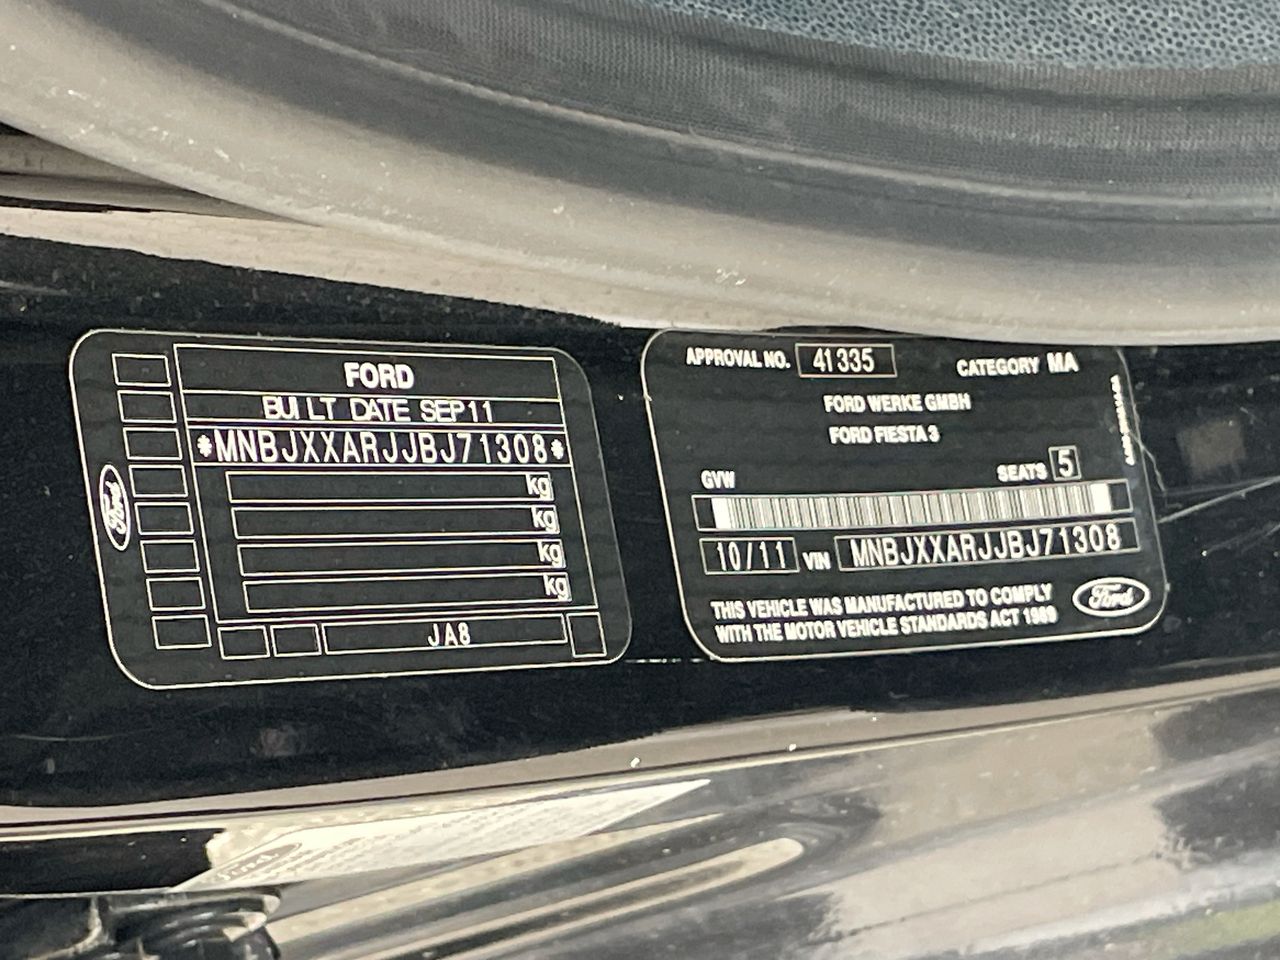 FORD
BUILT DATE SEP11
*MNBJXXARJJBJ71308*
kg
kg
kg
kg
JA8
Ford
APPROVAL NO. 41335 CATEGORY MA
FORD WERKE GMBH
FORD FIESTA 3
GVW SEATS 5
10/11 VIN MNBJXXARJJBJ71308
THIS VEHICLE WAS MANUFACTURED TO COMPLY
WITH THE MOTOR VEHICLE STANDARDS ACT 1989
Ford